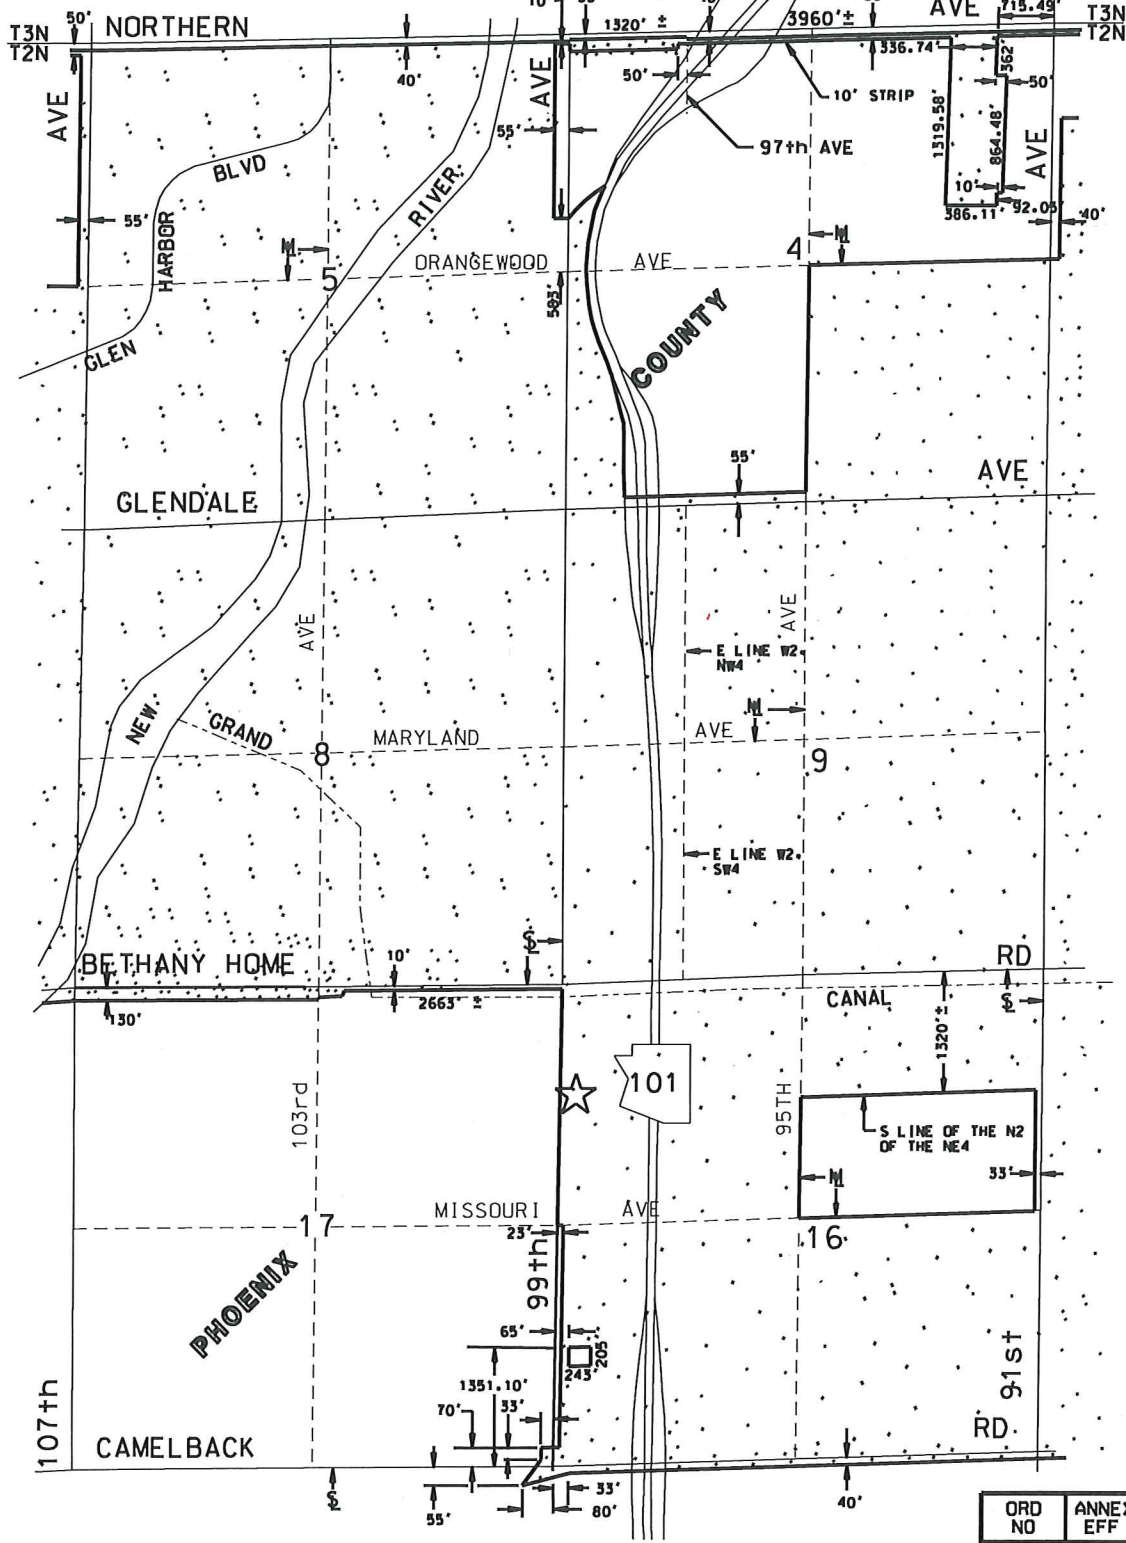 50'
NORTHERN
1320' ±
3960'±
AVE
715.49'
T3N
T2N
T3N
T2N
40'
AVE
AVE
50'
336.74'
362'
50'
10' STRIP
55'
97th AVE
1319.58'
864.48'
AVE
BLVD
RIVER
10'
386.11'
92.05'
40'
55'
HARBOR
M
ORANGEWOOD
AVE
4
M
5
583'
COUNTY
GLEN
55'
AVE
GLENDALE
AVE
AVE
E LINE W2
NW4
M
NEW
GRAND
MARYLAND
AVE
8
9
E LINE W2
SW4
S
BETHANY HOME
10'
RD
2663' ±
CANAL
S
130'
1320'±
101
103rd
95TH
S LINE OF THE N2
OF THE NE4
33'
M
MISSOURI
AVE
17
23'
16
99th
PHOENIX
65'
205'
243'
1351.10'
91st
70'
33'
107th
CAMELBACK
RD
S
33'
40'
55'
80'
ORD
NO
ANNEX
EFF